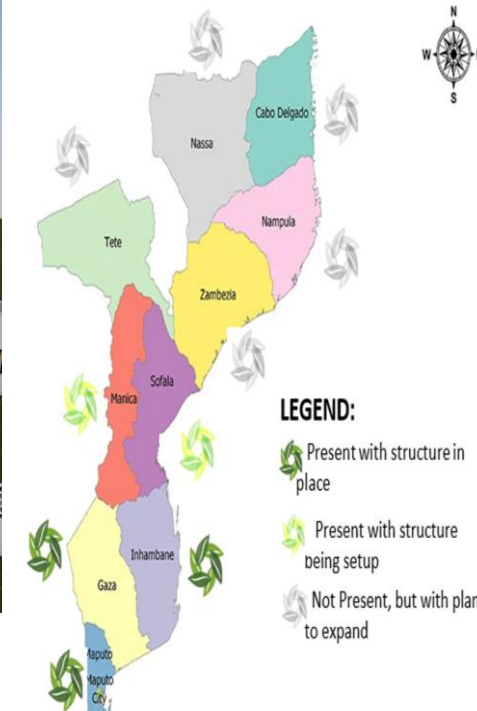 N
W
S
Cabo Delgado
Nassa
Nampula
Tete
Zambezia
Sofala
Manica
LEGEND:
Present with structure in
place
Present with structure
being setup
Not Present, but with plan
to expand
Inhambane
Gaza
Maputo
Maputo
City